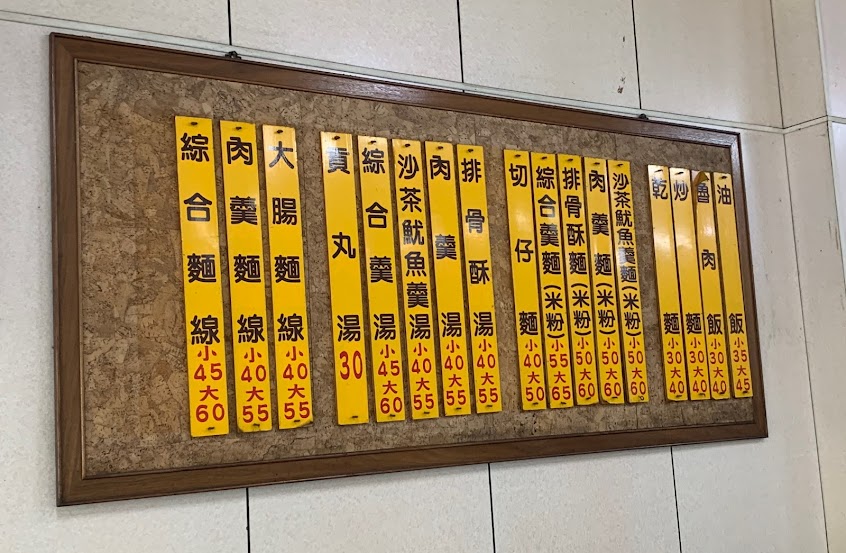 油飯小35大45
魯肉飯小30大40
炒麵小30大40
乾麵小30大40
沙茶魷魚羹麵(米粉)小50大60
肉羹麵(米粉)小50大60
排骨酥麵(米粉)小50大60
綜合羹麵(米粉)小55大65
切仔麵小40大50
排骨酥湯小40大55
肉羹湯小40大55
沙茶魷魚羹湯小40大55
綜合羹湯小45大60
貢丸湯30
大腸麵線小40大55
肉羹麵線小40大55
綜合麵線小45大60